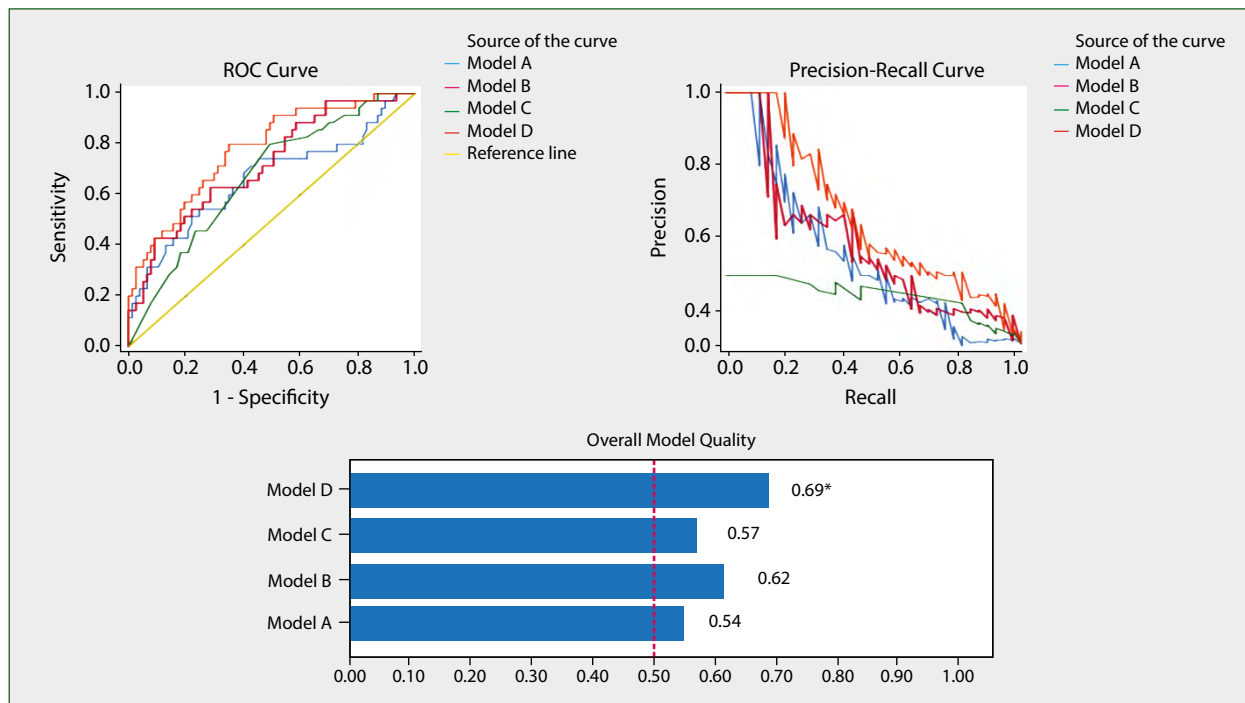 Source of the curve
Model A
Model B
Model C
Model D
Reference line
ROC Curve
1.0
0.8
0.6
0.4
0.2
0.0
Sensitivity
0.0 0.2 0.4 0.6 0.8 1.0
1 - Specificity
Source of the curve
Model A
Model B
Model C
Model D
Precision-Recall Curve
1.0
0.8
0.6
0.4
0.0
Precision
0.0 0.2 0.4 0.6 0.8 1.0
Recall
Overall Model Quality
Model D 0.69*
Model C 0.57
Model B 0.62
Model A 0.54
0.00 0.10 0.20 0.30 0.40 0.50 0.60 0.70 0.80 0.90 1.00